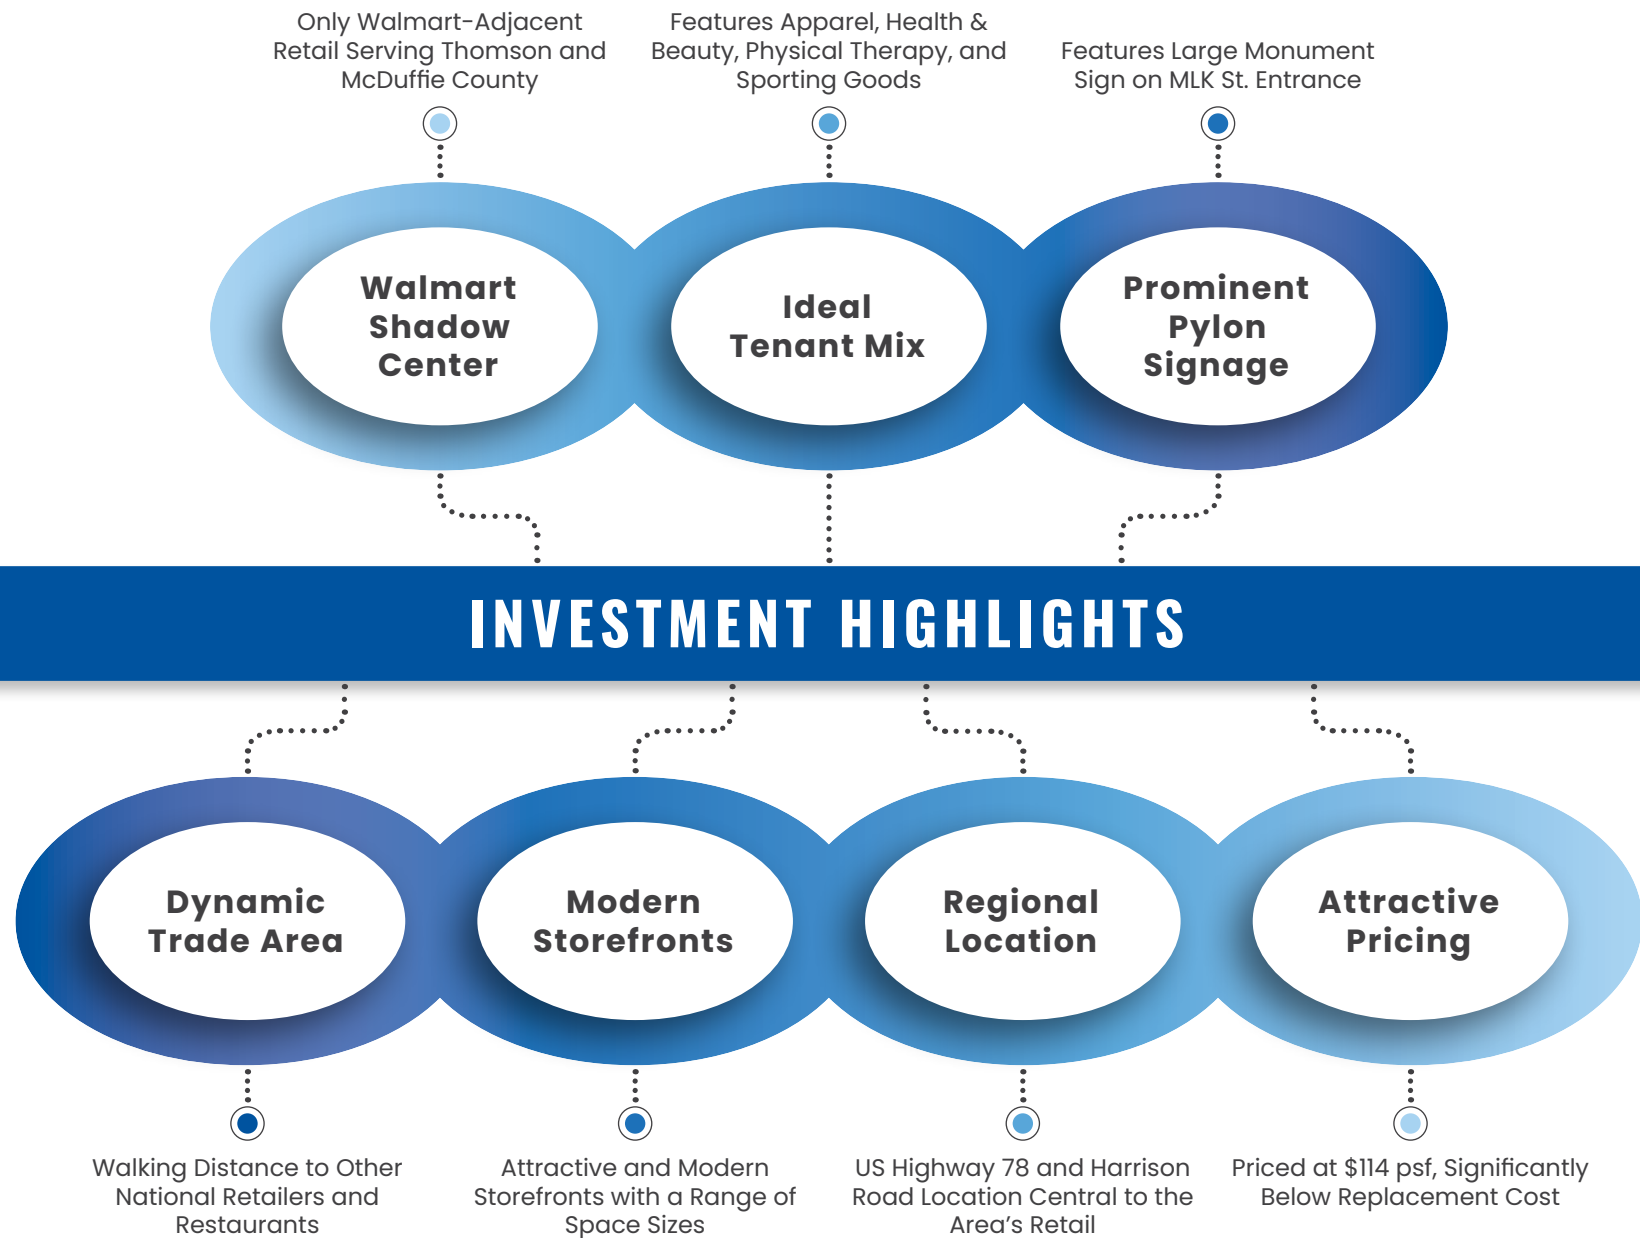 Only Walmart-Adjacent
Retail Serving Thomson and
McDuffie County
Features Apparel, Health &
Beauty, Physical Therapy, and
Sporting Goods
Features Large Monument
Sign on MLK St. Entrance
Walmart
Shadow
Center
Ideal
Tenant Mix
Prominent
Pylon
Signage
INVESTMENT HIGHLIGHTS
Dynamic
Trade Area
Modern
Storefronts
Regional
Location
Attractive
Pricing
Walking Distance to Other
National Retailers and
Restaurants
Attractive and Modern
Storefronts with a Range of
Space Sizes
US Highway 78 and Harrison
Road Location Central to the
Area’s Retail
Priced at $114 psf, Significantly
Below Replacement Cost